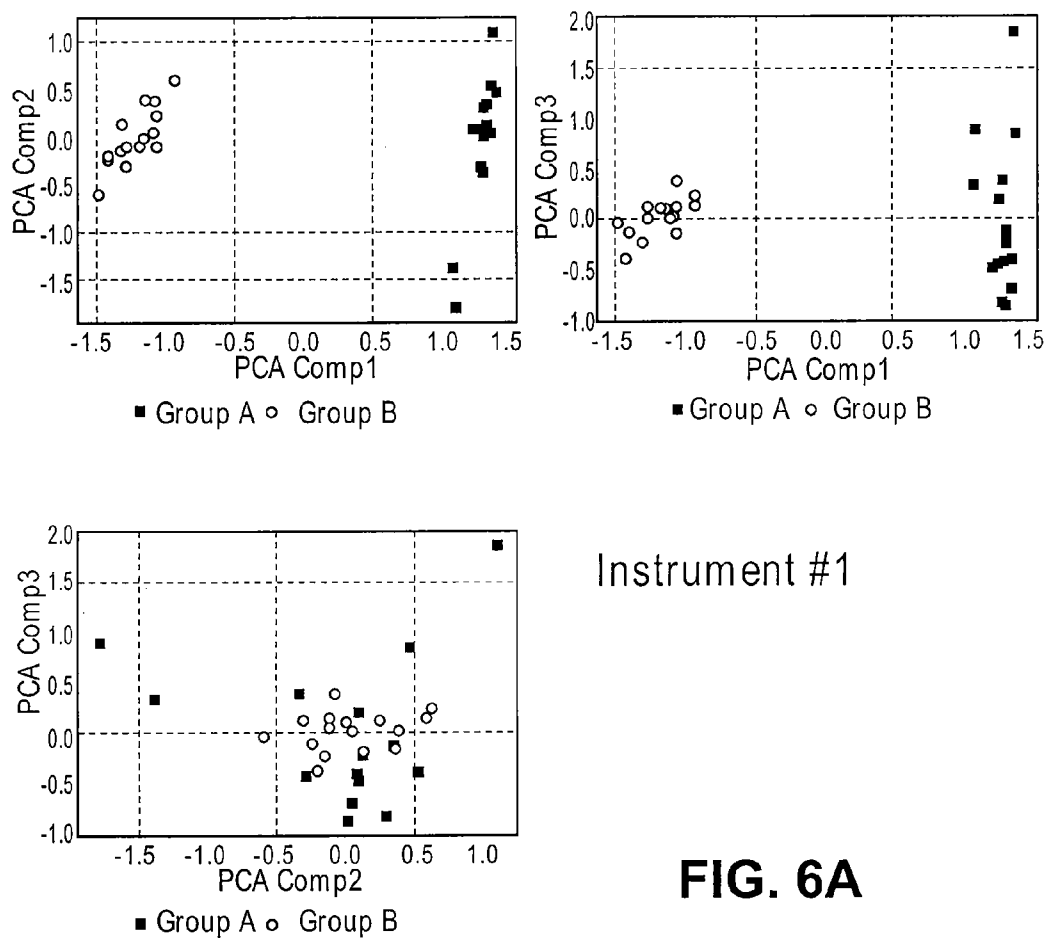 1.0
0.5
0.0
-0.5
-1.0
-1.5
PCA Comp2
-1.5 -1.0 -0.5 0.0 0.5 1.0 1.5
PCA Comp1
■ Group A ○ Group B
2.0
1.5
1.0
0.5
0.0
-0.5
-1.0
PCA Comp3
-1.5 -1.0 -0.5 0.0 0.5 1.0 1.5
PCA Comp1
■ Group A ○ Group B
2.0
1.5
1.0
0.5
0.0
-0.5
-1.0
PCA Comp3
-1.5 -1.0 -0.5 0.0 0.5 1.0
PCA Comp2
■ Group A ○ Group B
Instrument #1
FIG. 6A